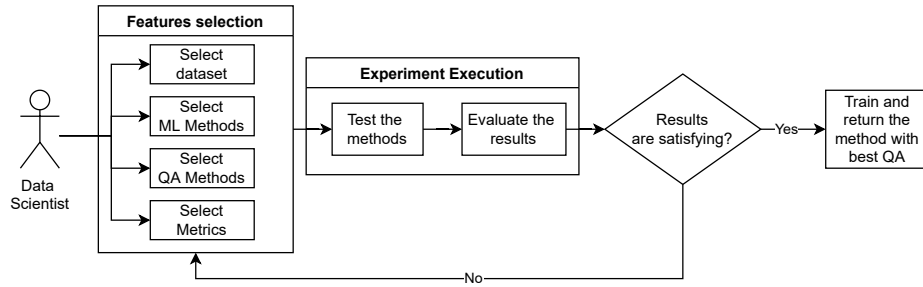 Features selection
Select
dataset
Select
ML Methods
Select
QA Methods
Select
Metrics
Data
Scientist
Experiment Execution
Test the
methods
Evaluate the
results
Results
are satisfying?
Yes
Train and
return the
method with
best QA
No